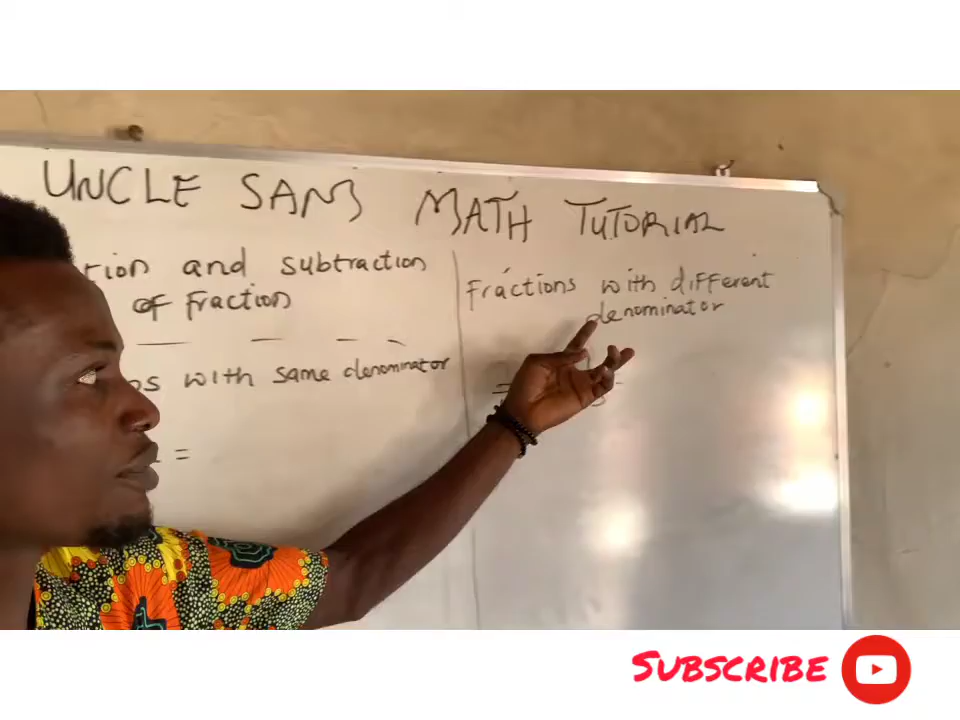 UNCLE SAMS MATH TUTORIAL
and subtraction
of fraction
with same denominator
=
fractions with different
denominator
SUBSCRIBE